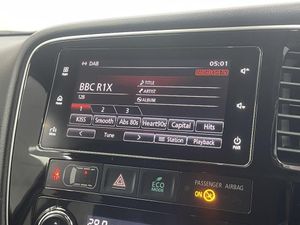 DAB
05:01
BBC R1X
128
TITLE
ARTIST
ALBUM
1 2 3
KISS Smooth Abs 80s Heart90s Capital Hits
Tune Station Playback
ECO
MODE
PASSENGER AIRBAG